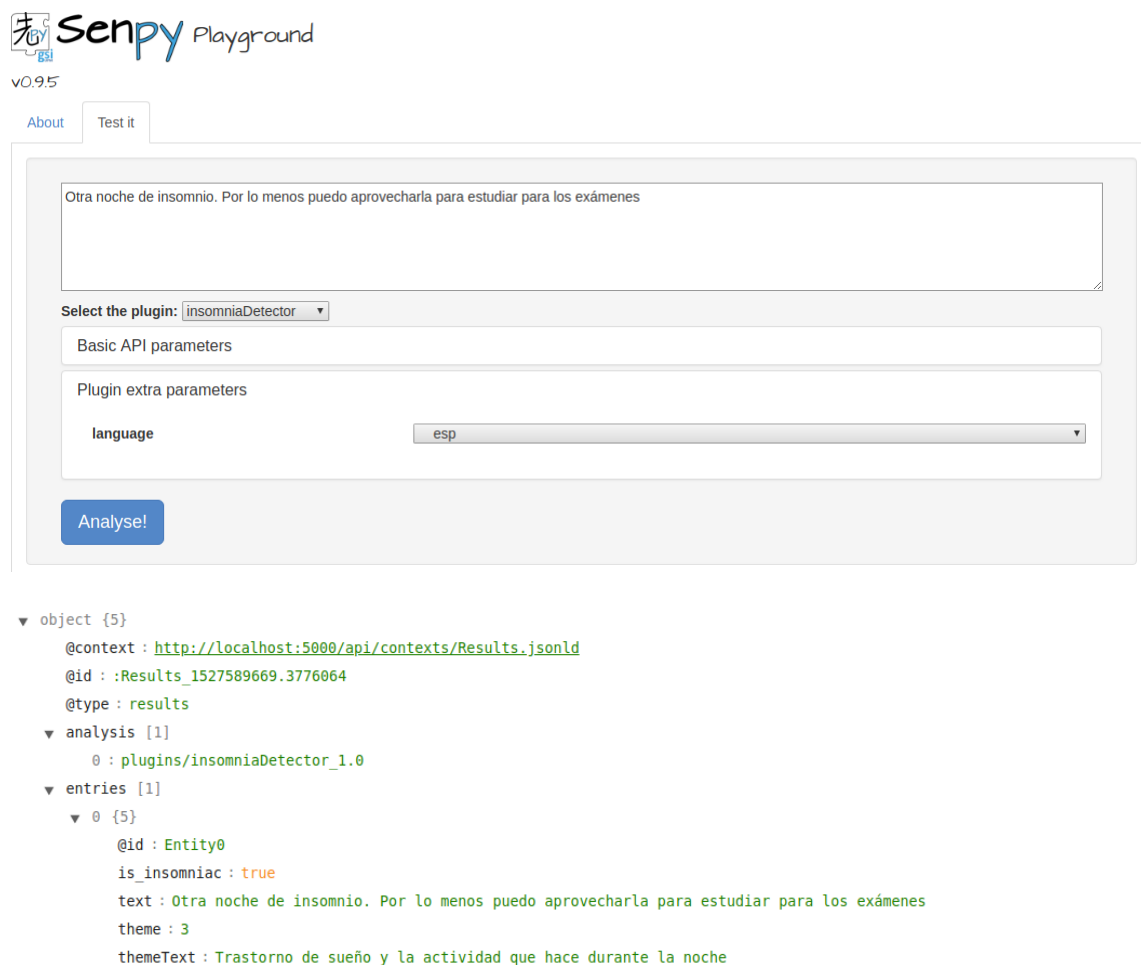 先 py gsi Senpy Playground
v0.9.5
About Test it
Otra noche de insomnio. Por lo menos puedo aprovecharla para estudiar para los exámenes
Select the plugin: insomniaDetector ▼
Basic API parameters
Plugin extra parameters
language esp ▼
Analyse!
▼ object {5}
@context : http://localhost:5000/api/contexts/Results.jsonld
@id : :Results_1527589669.3776064
@type : results
▼ analysis [1]
0 : plugins/insomniaDetector_1.0
▼ entries [1]
▼ 0 {5}
@id : Entity0
is_insomniac : true
text : Otra noche de insomnio. Por lo menos puedo aprovecharla para estudiar para los exámenes
theme : 3
themeText : Trastorno de sueño y la actividad que hace durante la noche